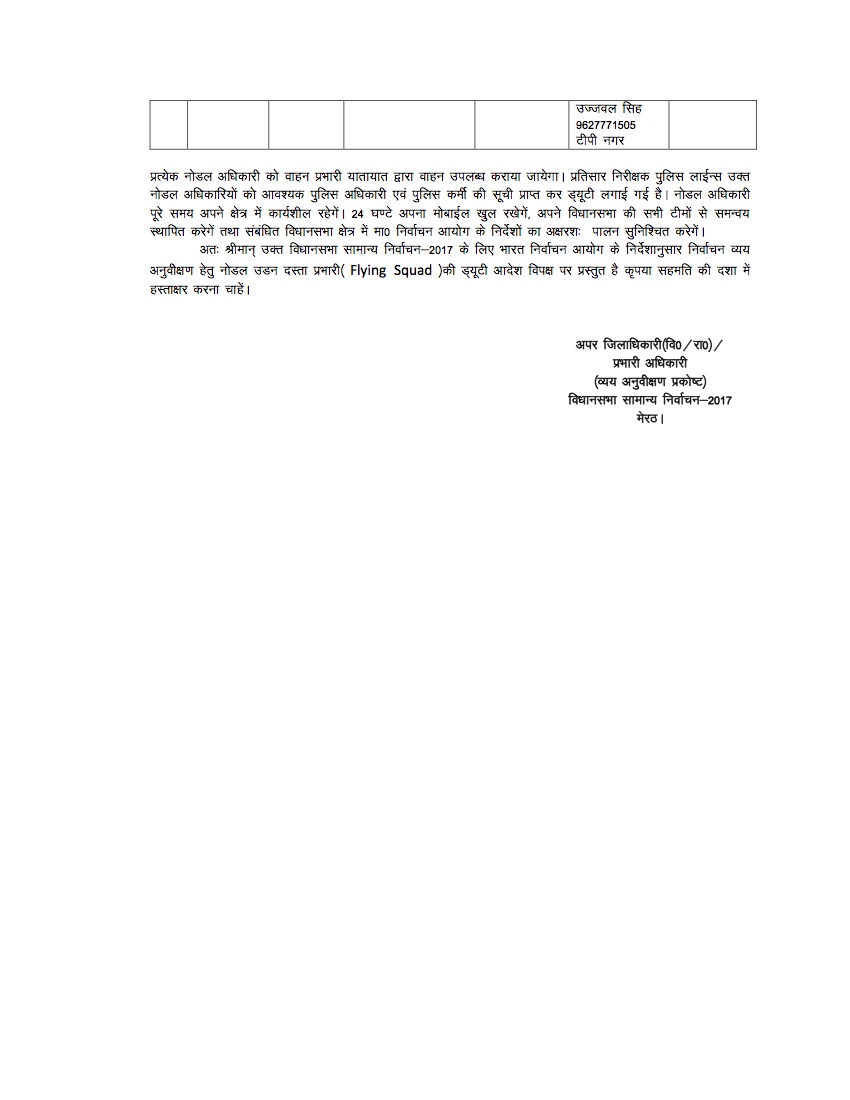 उज्जवल सिह
9627771505
टीपी नगर
प्रत्येक नोडल अधिकारी को वाहन प्रभारी यातायात द्वारा वाहन उपलब्ध कराया जायेगा। प्रतिसार निरीक्षक पुलिस लाईन्स उक्त
नोडल अधिकारियों को आवश्यक पुलिस अधिकारी एवं पुलिस कर्मी की सूची प्राप्त कर ड्यूटी लगाई गई है। नोडल अधिकारी
पूरे समय अपने क्षेत्र में कार्यशील रहेगें। 24 घण्टे अपना मोबाईल खुल रखेगें, अपने विधानसभा की सभी टीमों से समन्वय
स्थापित करेगें तथा संबंधित विधानसभा क्षेत्र में मा0 निर्वाचन आयोग के निर्देशों का अक्षरशः पालन सुनिश्चित करेगें।
अतः श्रीमान् उक्त विधानसभा सामान्य निर्वाचन–2017 के लिए भारत निर्वाचन आयोग के निर्देशानुसार निर्वाचन व्यय
अनुवीक्षण हेतु नोडल उडन दस्ता प्रभारी( Flying Squad )की ड्यूटी आदेश विपक्ष पर प्रस्तुत है कृपया सहमति की दशा में
हस्ताक्षर करना चाहें।
अपर जिलाधिकारी(वि0/रा0)/
प्रभारी अधिकारी
(व्यय अनुवीक्षण प्रकोष्ट)
विधानसभा सामान्य निर्वाचन–2017
मेरठ।